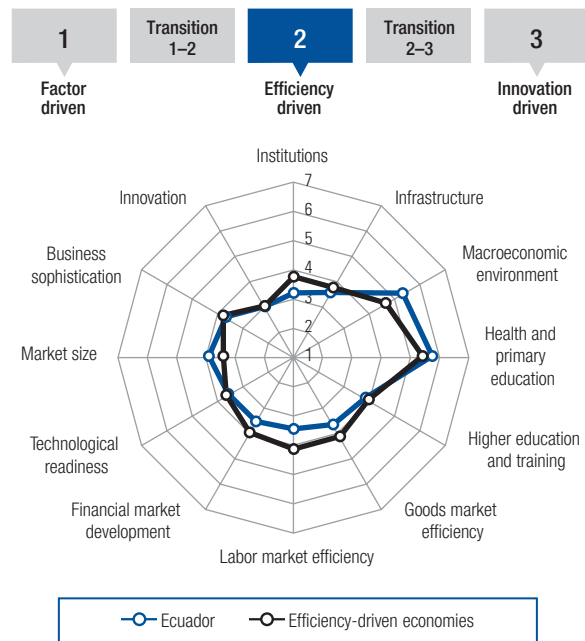 1
Transition
1–2
2
Transition
2–3
3
Factor
driven
Efficiency
driven
Innovation
driven
Institutions
7
6
5
4
3
2
1
Infrastructure
Macroeconomic
environment
Health and
primary
education
Higher education
and training
Goods market
efficiency
Labor market efficiency
Financial market
development
Technological
readiness
Market size
Business
sophistication
Innovation
Ecuador
Efficiency-driven economies